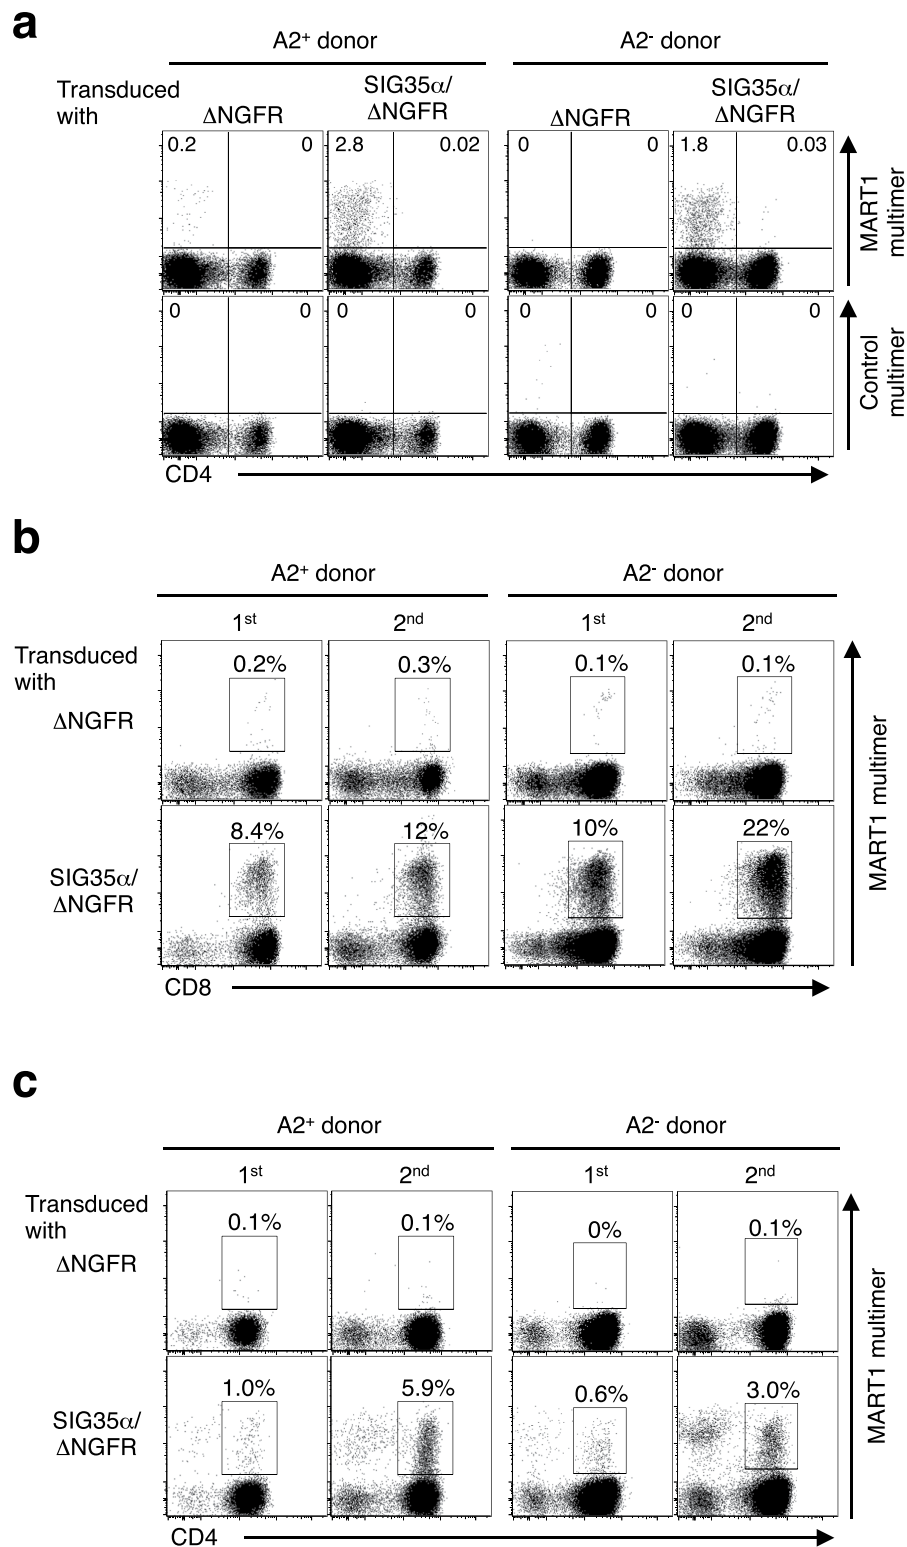 a
A2⁺ donor
A2⁻ donor
Transduced
with
ΔNGFR
SIG35α/
ΔNGFR
ΔNGFR
SIG35α/
ΔNGFR
0.2 0
2.8 0.02
0 0
1.8 0.03
MART1
multimer
0 0
0 0
0 0
0 0
Control
multimer
CD4
b
A2⁺ donor
A2⁻ donor
1st
2nd
1st
2nd
Transduced
with
ΔNGFR
0.2%
0.3%
0.1%
0.1%
SIG35α/
ΔNGFR
8.4%
12%
10%
22%
MART1 multimer
CD8
c
A2⁺ donor
A2⁻ donor
1st
2nd
1st
2nd
Transduced
with
ΔNGFR
0.1%
0.1%
0%
0.1%
SIG35α/
ΔNGFR
1.0%
5.9%
0.6%
3.0%
MART1 multimer
CD4